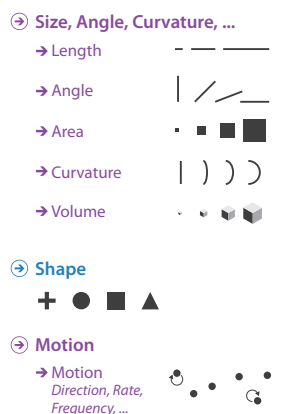 Size, Angle, Curvature, ...
Length
Angle
Area
Curvature
Volume
Shape
Motion
Motion
Direction, Rate,
Frequency, ...